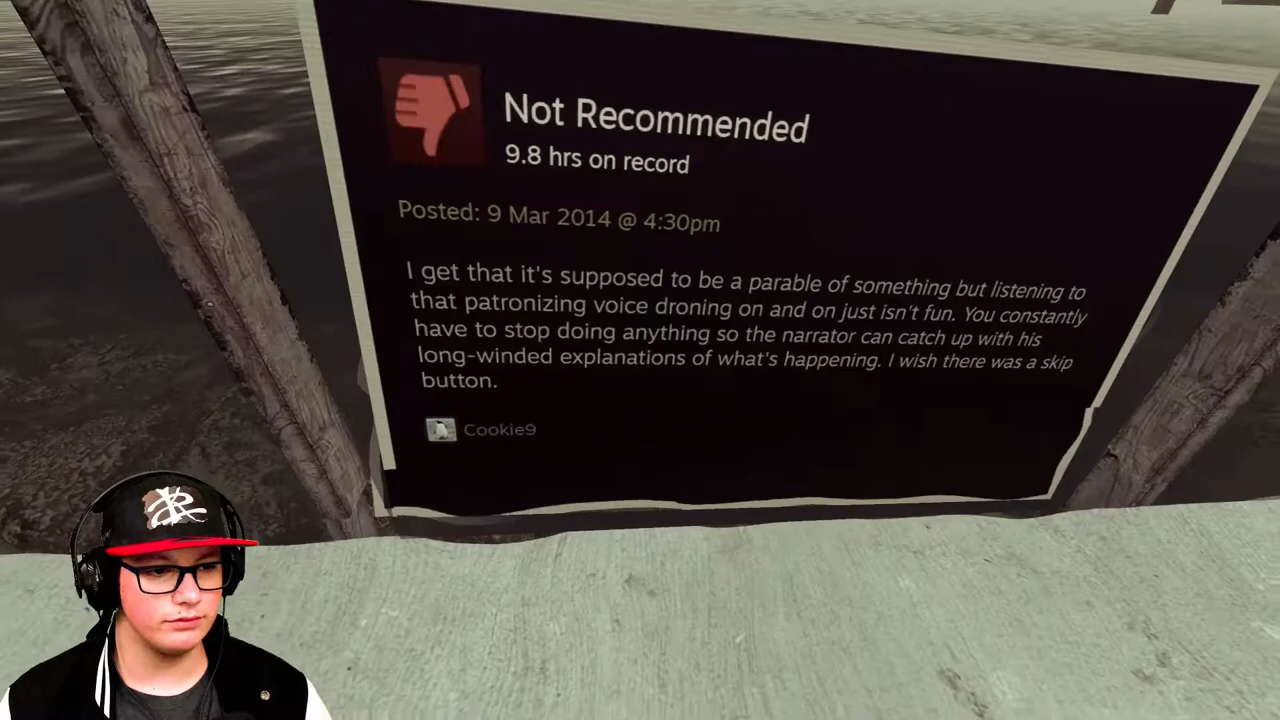 Not Recommended
9.8 hrs on record
Posted: 9 Mar 2014 @ 4:30pm
I get that it's supposed to be a parable of something but listening to
that patronizing voice droning on and on just isn't fun. You constantly
have to stop doing anything so the narrator can catch up with his
long-winded explanations of what's happening. I wish there was a skip
button.
Cookie9